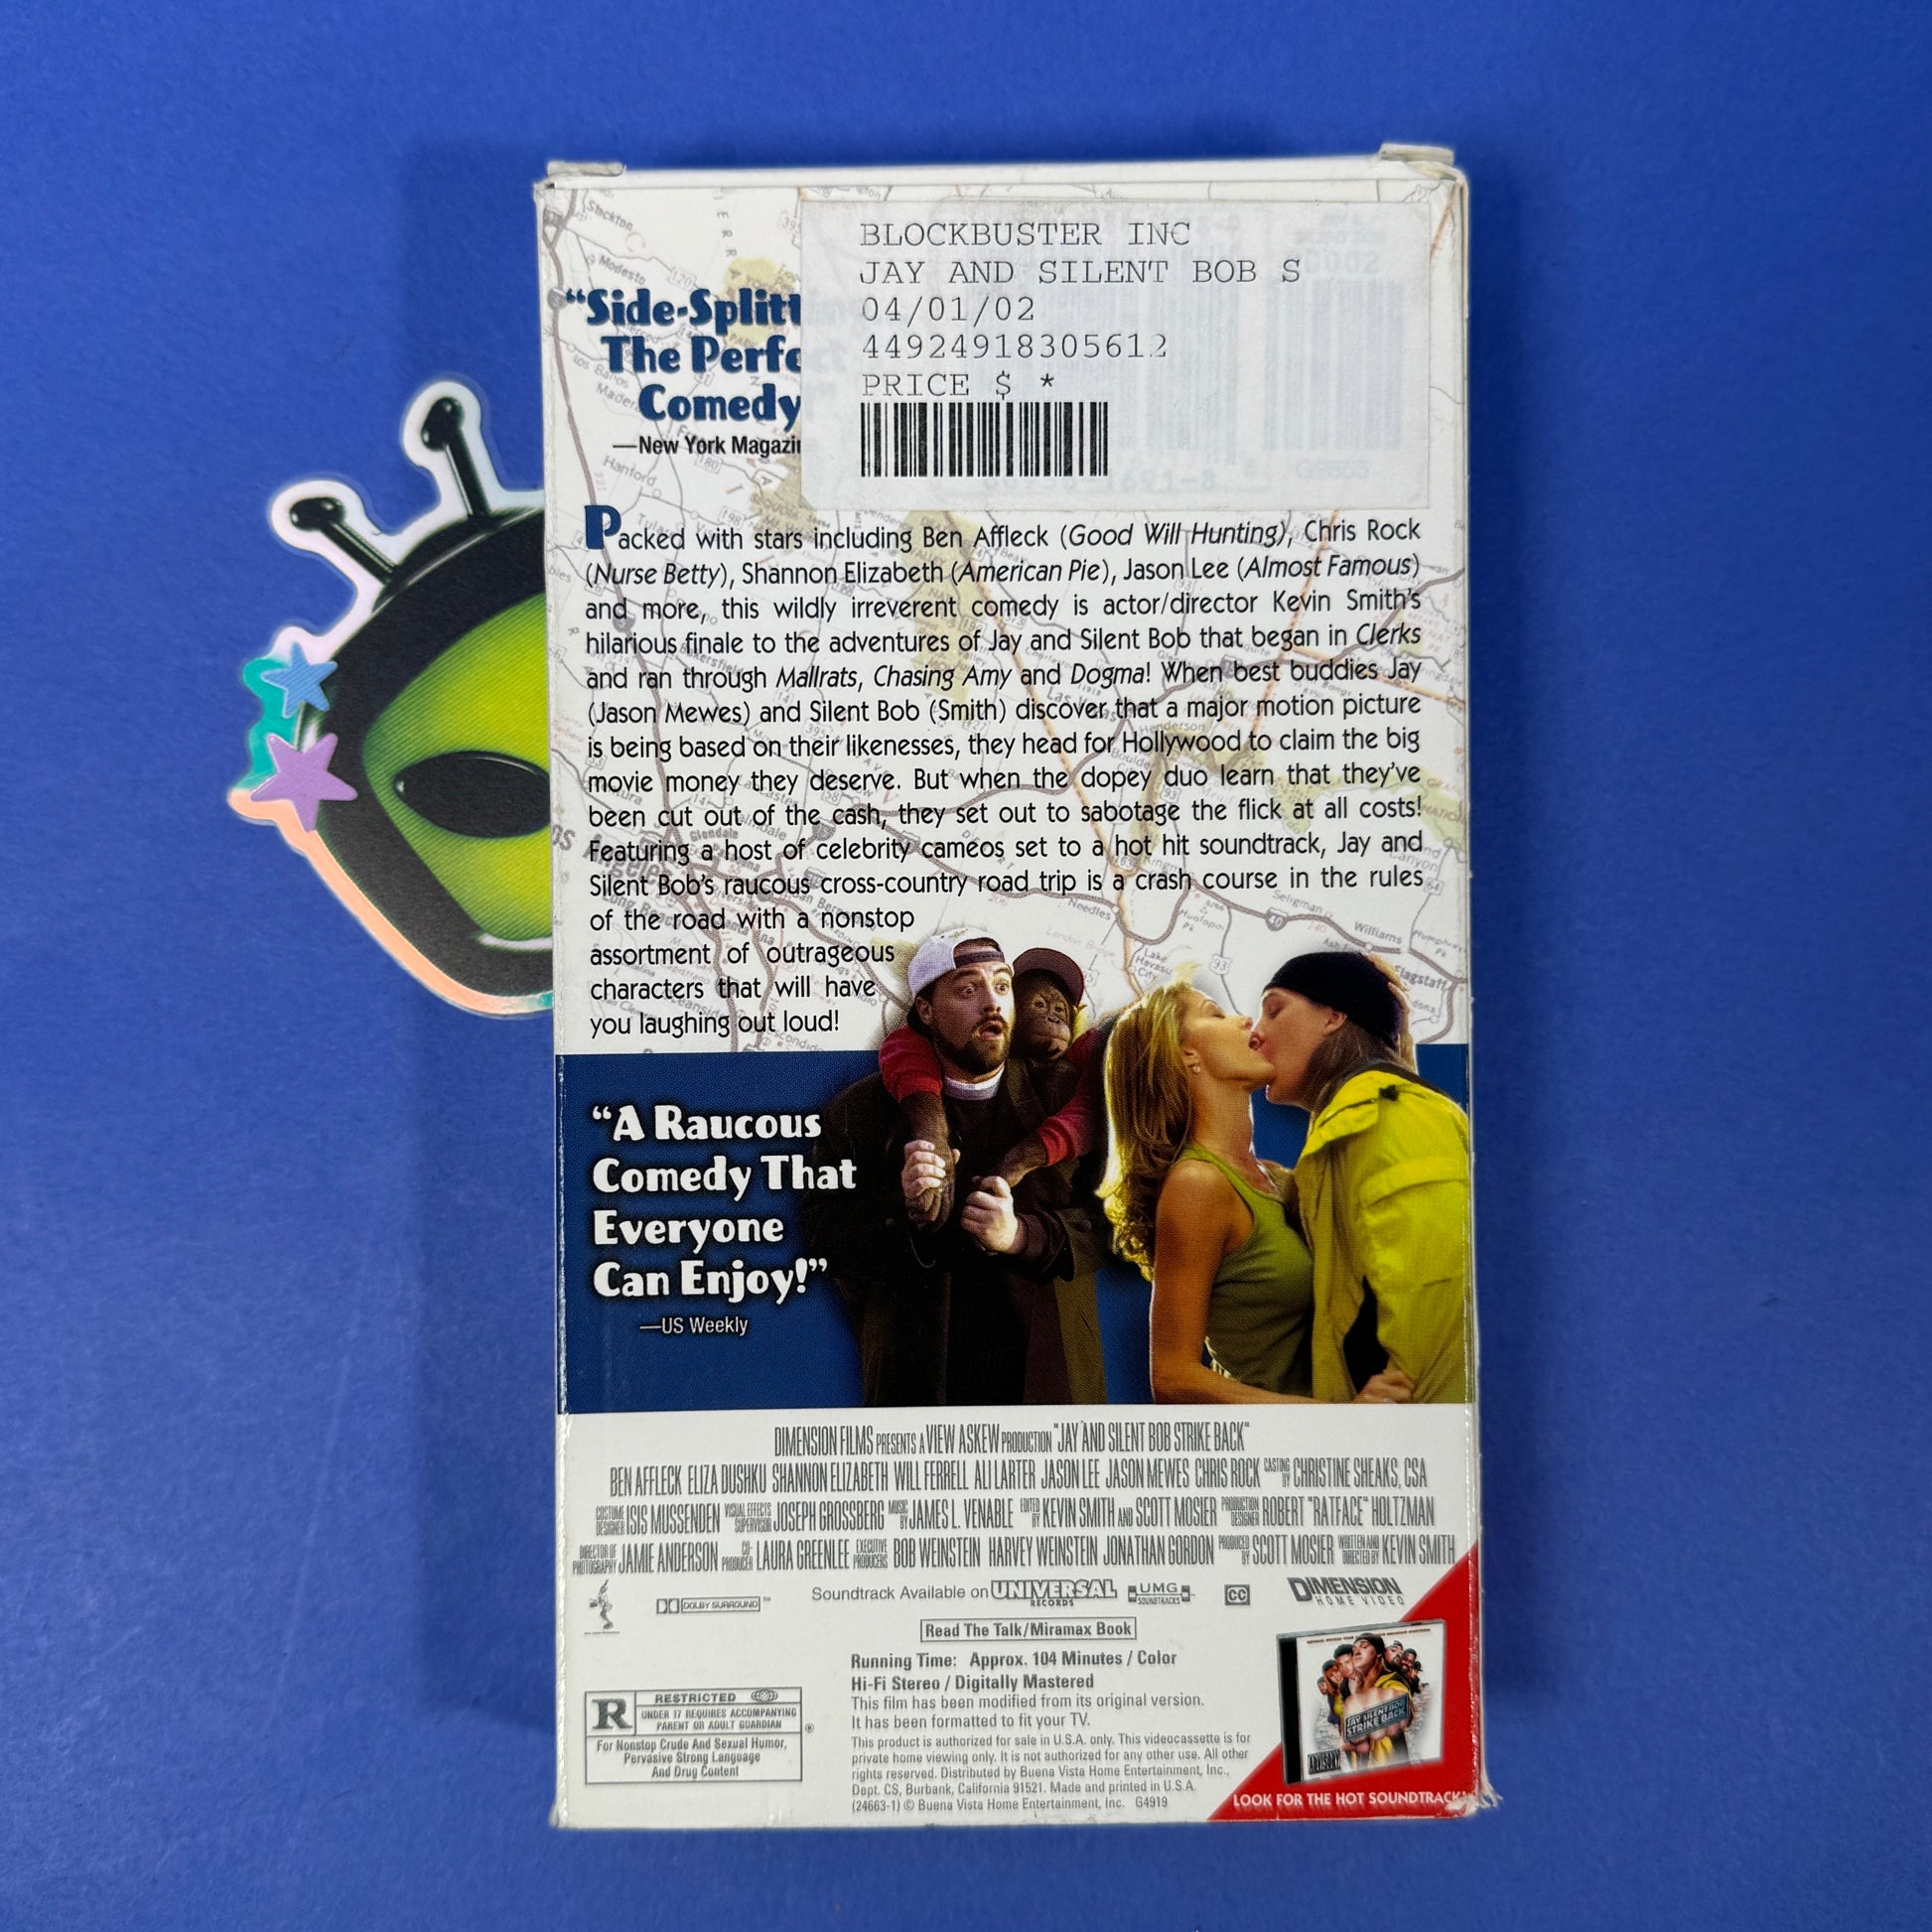 BLOCKBUSTER INC
JAY AND SILENT BOB S
04/01/02
44924918305612
PRICE $ *
“Side-Splitt
The Perfect
Comedy
—New York Magazi
Packed with stars including Ben Affleck (Good Will Hunting), Chris Rock
(Nurse Betty), Shannon Elizabeth (American Pie), Jason Lee (Almost Famous)
and more, this wildly irreverent comedy is actor/director Kevin Smith’s
hilarious finale to the adventures of Jay and Silent Bob that began in Clerks
and ran through Mallrats, Chasing Amy and Dogma! When best buddies Jay
(Jason Mewes) and Silent Bob (Smith) discover that a major motion picture
is being based on their likenesses, they head for Hollywood to claim the big
movie money they deserve. But when the dopey duo learn that they’ve
been cut out of the cash, they set out to sabotage the flick at all costs!
Featuring a host of celebrity cameos set to a hot hit soundtrack, Jay and
Silent Bob’s raucous cross-country road trip is a crash course in the rules
of the road with a nonstop
assortment of outrageous
characters that will have
you laughing out loud!
“A Raucous
Comedy That
Everyone
Can Enjoy!”
—US Weekly
DIMENSION FILMS PRESENTS A VIEW ASKEW PRODUCTION "JAY AND SILENT BOB STRIKE BACK"
BEN AFFLECK ELIZA DUSHKU SHANNON ELIZABETH WILL FERRELL ALI LARTER JASON LEE JASON MEWES CHRIS ROCK CASTING BY CHRISTINE SHEAKS, CSA
COSTUME DESIGNER ISIS MUSSENDEN VISUAL EFFECTS SUPERVISOR JOSEPH GROSSBERG MUSIC BY JAMES L. VENABLE EDITED BY KEVIN SMITH AND SCOTT MOSIER PRODUCTION DESIGNER ROBERT "RATFACE" HOLTZMAN
DIRECTOR OF PHOTOGRAPHY JAMIE ANDERSON CO-PRODUCER LAURA GREENLEE EXECUTIVE PRODUCERS BOB WEINSTEIN HARVEY WEINSTEIN JONATHAN GORDON PRODUCED BY SCOTT MOSIER WRITTEN AND DIRECTED BY KEVIN SMITH
DOLBY SURROUND ™
Soundtrack Available on UNIVERSAL RECORDS UMG SOUNDTRACKS
CC
DIMENSION
HOME VIDEO
Read The Talk/Miramax Book
Running Time: Approx. 104 Minutes / Color
Hi-Fi Stereo / Digitally Mastered
This film has been modified from its original version.
It has been formatted to fit your TV.
This product is authorized for sale in U.S.A. only. This videocassette is for
private home viewing only. It is not authorized for any other use. All other
rights reserved. Distributed by Buena Vista Home Entertainment, Inc.,
Dept. CS, Burbank, California 91521. Made and printed in U.S.A.
(24663-1) © Buena Vista Home Entertainment, Inc. G4919
R RESTRICTED
UNDER 17 REQUIRES ACCOMPANYING
PARENT OR ADULT GUARDIAN ®
For Nonstop Crude And Sexual Humor,
Pervasive Strong Language
And Drug Content
JAY SILENT BOB
STRIKE BACK
LOOK FOR THE HOT SOUNDTRACK!